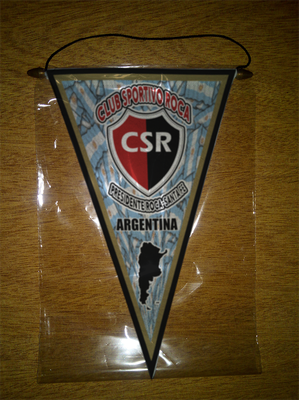 CLUB SPORTIVO ROCA
CSR
PRESIDENTE ROCA-SANTA FE
ARGENTINA